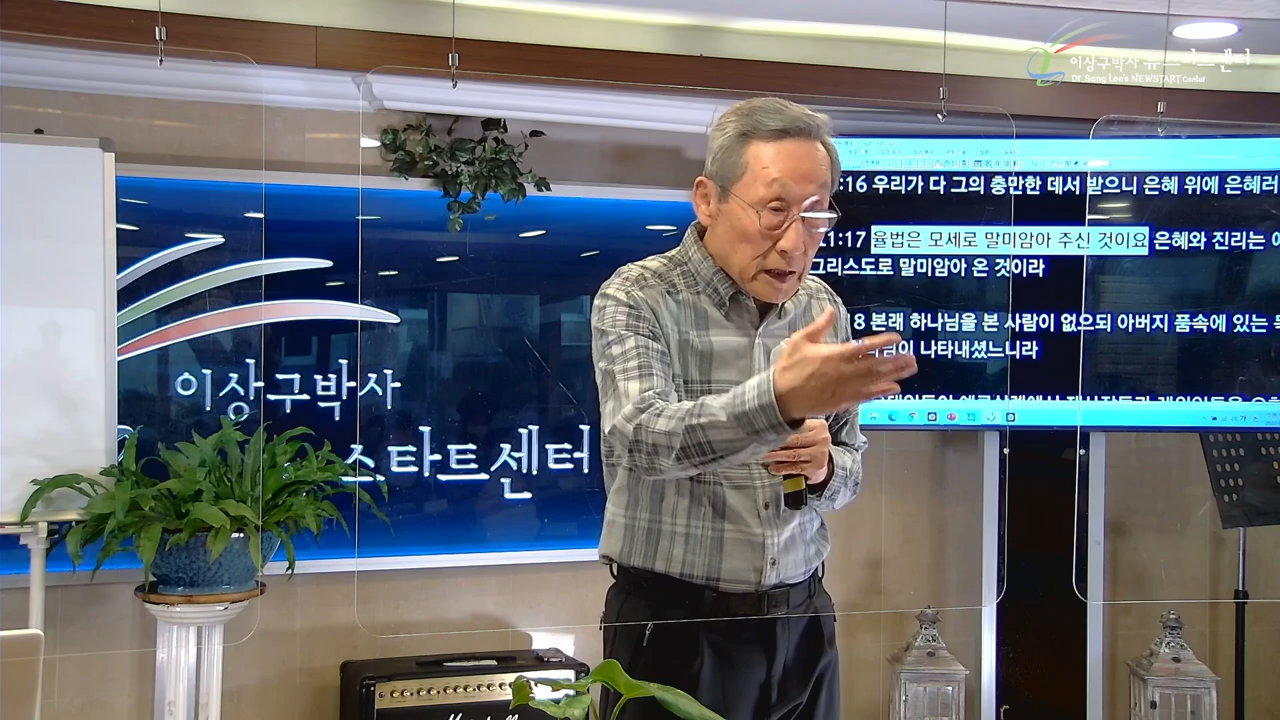 이상구박사 뉴스타트센터
Dr. Sang Lee's NEWSTART Center
:16 우리가 다 그의 충만한 데서 받으니 은혜 위에 은혜러
1:17 율법은 모세로 말미암아 주신 것이요 은혜와 진리는
그리스도로 말미암아 온 것이라
8 본래 하나님을 본 사람이 없으되 아버지 품속에 있는
나타내셨느니라
이상구박사
스타트센터
Marshall